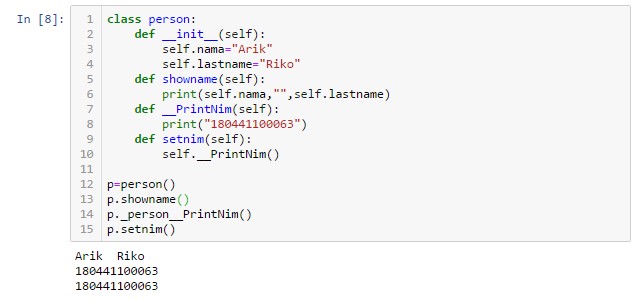 In [8]:
1 class person:
2     def __init__(self):
3         self.nama="Arik"
4         self.lastname="Riko"
5     def showname(self):
6         print(self.nama,"",self.lastname)
7     def __PrintNim(self):
8         print("180441100063")
9     def setnim(self):
10         self.__PrintNim()
11
12 p=person()
13 p.showname()
14 p._person__PrintNim()
15 p.setnim()
Arik  Riko
180441100063
180441100063